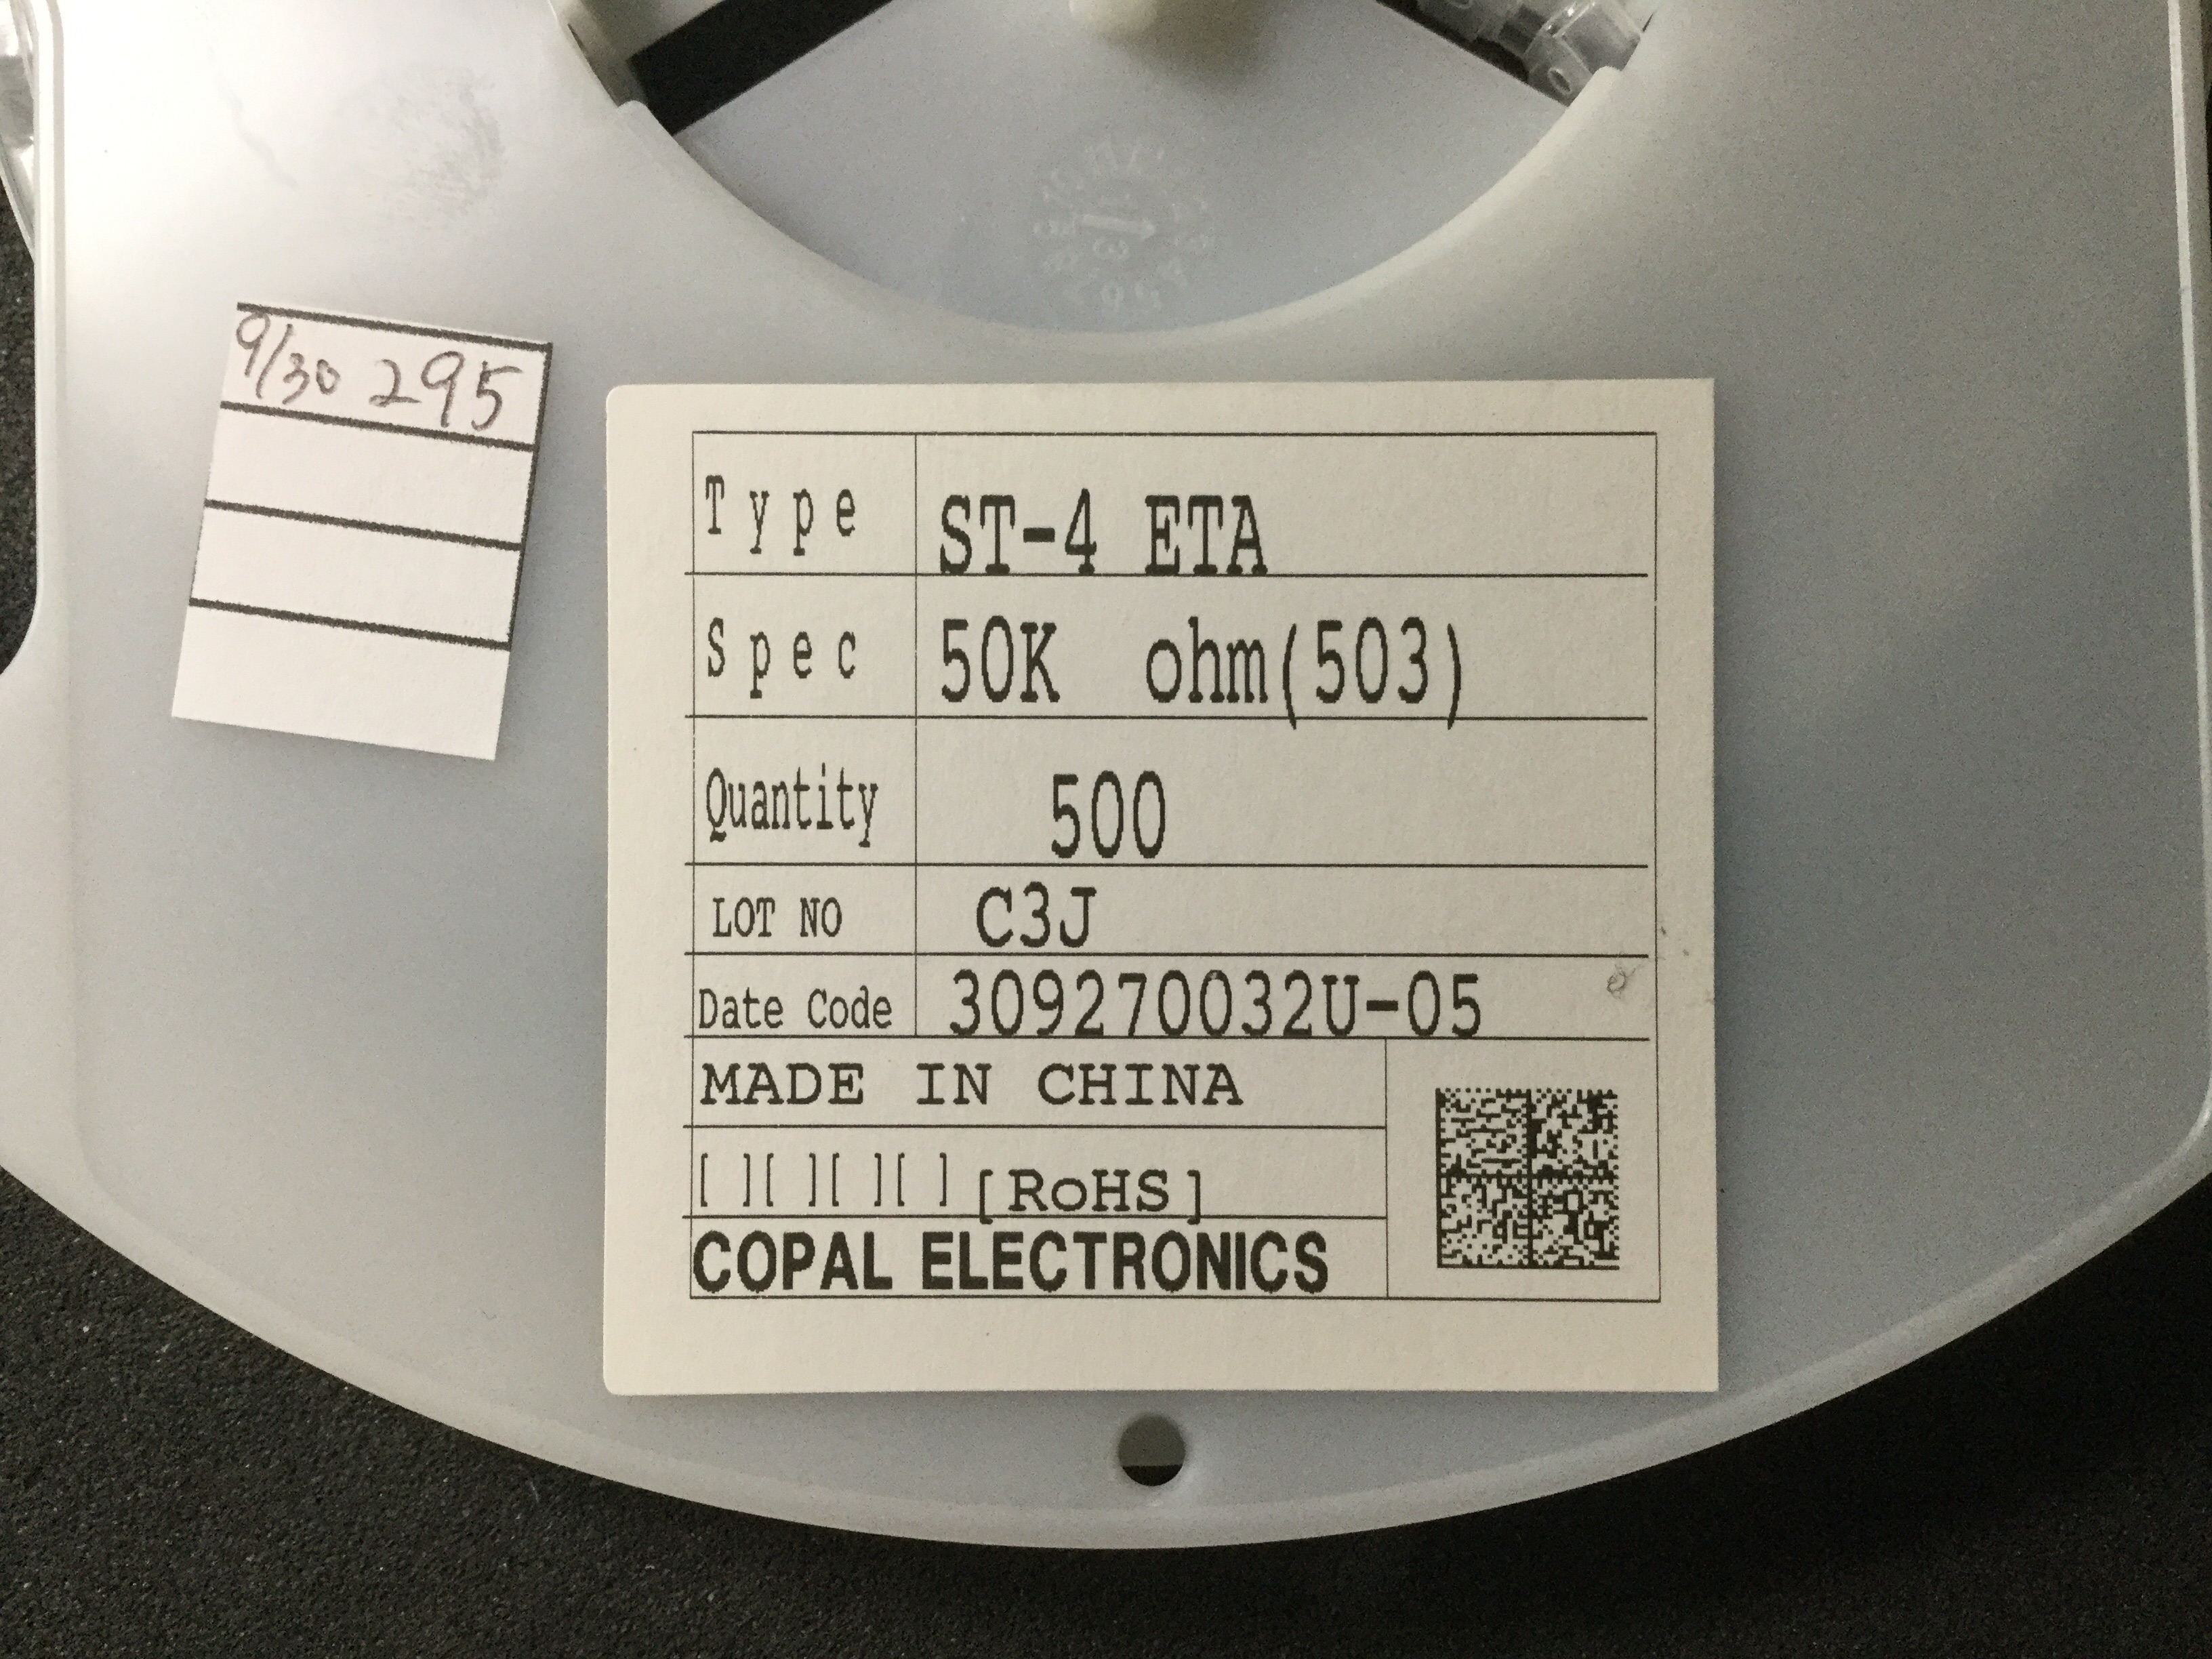 9/30 295
Type ST-4 ETA
Spec 50K ohm(503)
Quantity 500
LOT NO C3J
Date Code 309270032U-05
MADE IN CHINA
[ ][ ][ ][ ][RoHS]
COPAL ELECTRONICS